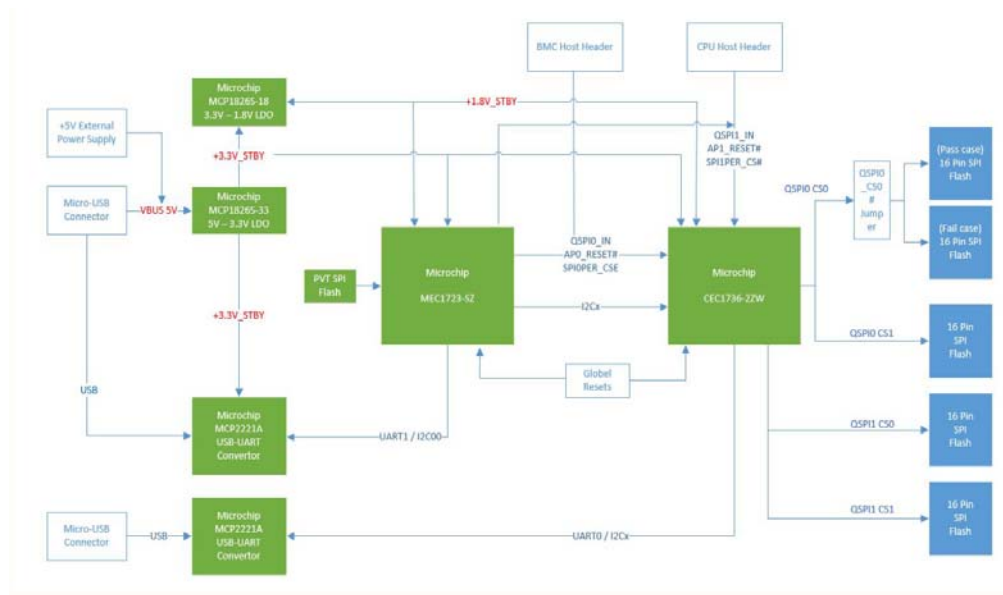 BMC Host Header
CPU Host Header
Microchip
MCP1826S-18
3.3V – 1.8V LDO
+1.8V_STBY
+5V External
Power Supply
+3.3V_STBY
QSPI1_IN
AP1_RESET#
SPI1PER_CS#
(Pass case)
16 Pin SPI
Flash
QSPI0 CS0
QSPI0
_CS0
#
Jump
er
Micro-USB
Connector
VBUS 5V
Microchip
MCP1826S-33
5V – 3.3V LDO
(Fail case)
16 Pin SPI
Flash
QSPI0_IN
AP0_RESET#
SPI0PER_CSE
PVT SPI
Flash
Microchip
MEC1723-SZ
Microchip
CEC1736-2ZW
I2Cx
+3.3V_STBY
QSPI0 CS1
16 Pin
SPI
Flash
Globel
Resets
USB
Microchip
MCP2221A
USB-UART
Convertor
UART1 / I2C00
QSPI1 CS0
16 Pin
SPI
Flash
Micro-USB
Connector
USB
Microchip
MCP2221A
USB-UART
Convertor
UART0 / I2Cx
QSPI1 CS1
16 Pin
SPI
Flash